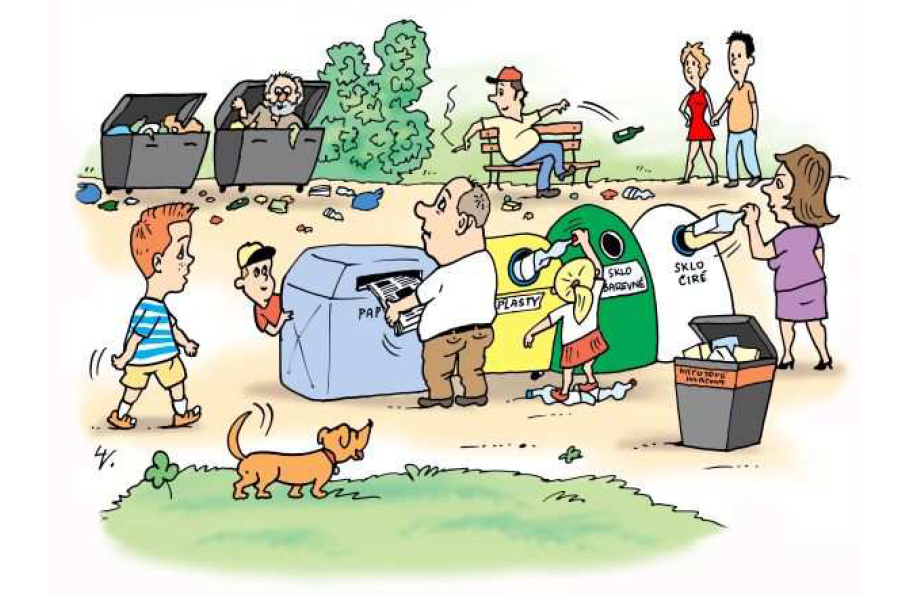 PAP
PLASTY
SKLO
BAREVNÉ
SKLO
ČIRÉ